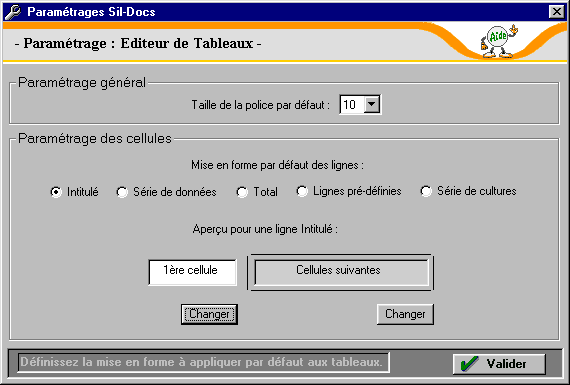 Paramétrages Sil-Docs
- Paramétrage : Editeur de Tableaux -
Aide
Paramétrage général
Taille de la police par défaut : 10
Paramétrage des cellules
Mise en forme par défaut des lignes :
Intitulé Série de données Total Lignes pré-définies Série de cultures
Aperçu pour une ligne Intitulé :
1ère cellule Cellules suivantes
Changer Changer
Définissez la mise en forme à appliquer par défaut aux tableaux. Valider